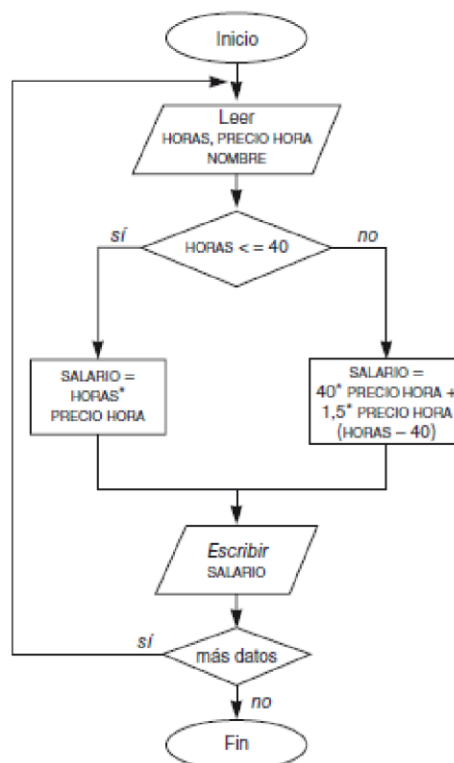 Inicio
Leer
HORAS, PRECIO HORA
NOMBRE
sí
HORAS < = 40
no
SALARIO =
HORAS*
PRECIO HORA
SALARIO =
40* PRECIO HORA +
1,5* PRECIO HORA
(HORAS – 40)
Escribir
SALARIO
sí
más datos
no
Fin